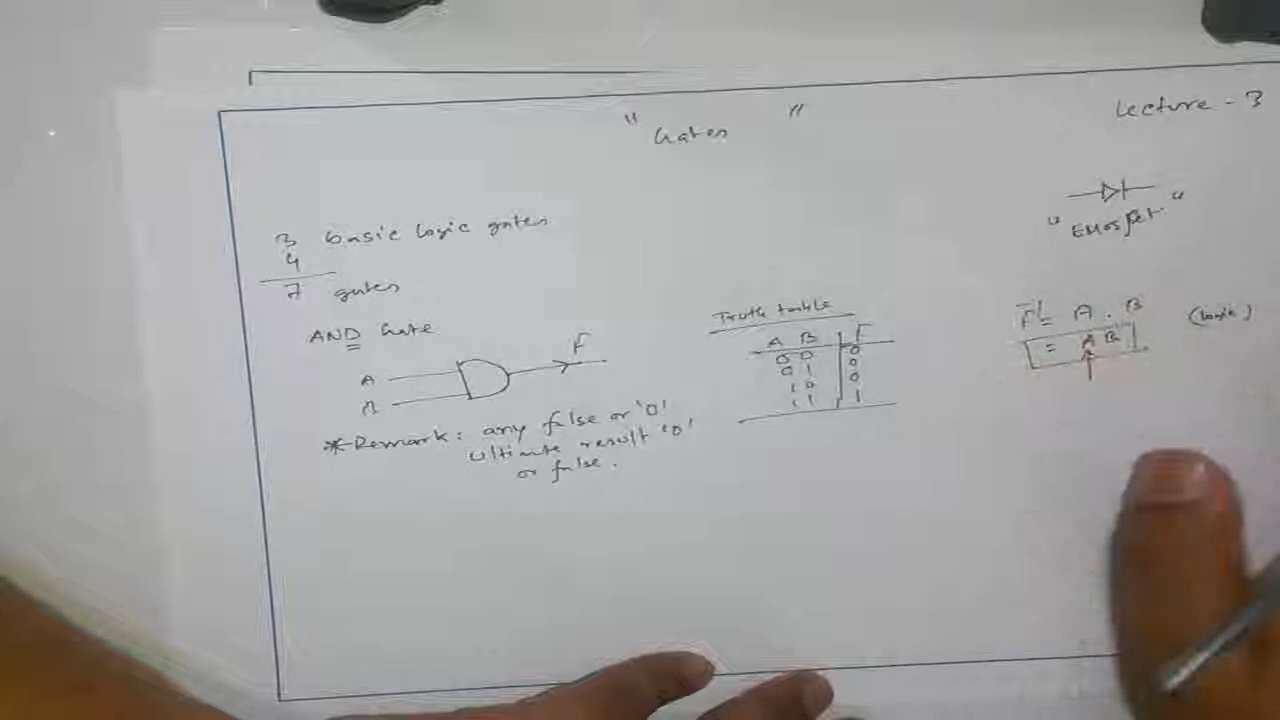 Lecture - 3
" Gates "
"EMosfet"
3 basic logic gates
4
7 gates
AND Gate
A
B
F
*Remark: any false or '0'
ultimate result '0'
or false.
Truth table
A B F
0 0 0
0 1 0
1 0 0
1 1 1
F = A . B (logic)
= AB